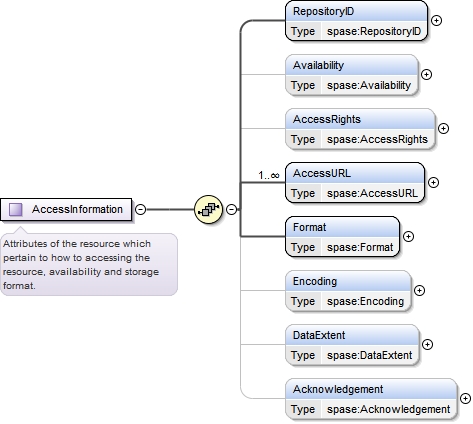 RepositoryID
Type spase:RepositoryID
Availability
Type spase:Availability
AccessRights
Type spase:AccessRights
1..∞
AccessURL
Type spase:AccessURL
AccessInformation
Attributes of the resource which
pertain to how to accessing the
resource, availability and storage
format.
Format
Type spase:Format
Encoding
Type spase:Encoding
DataExtent
Type spase:DataExtent
Acknowledgement
Type spase:Acknowledgement